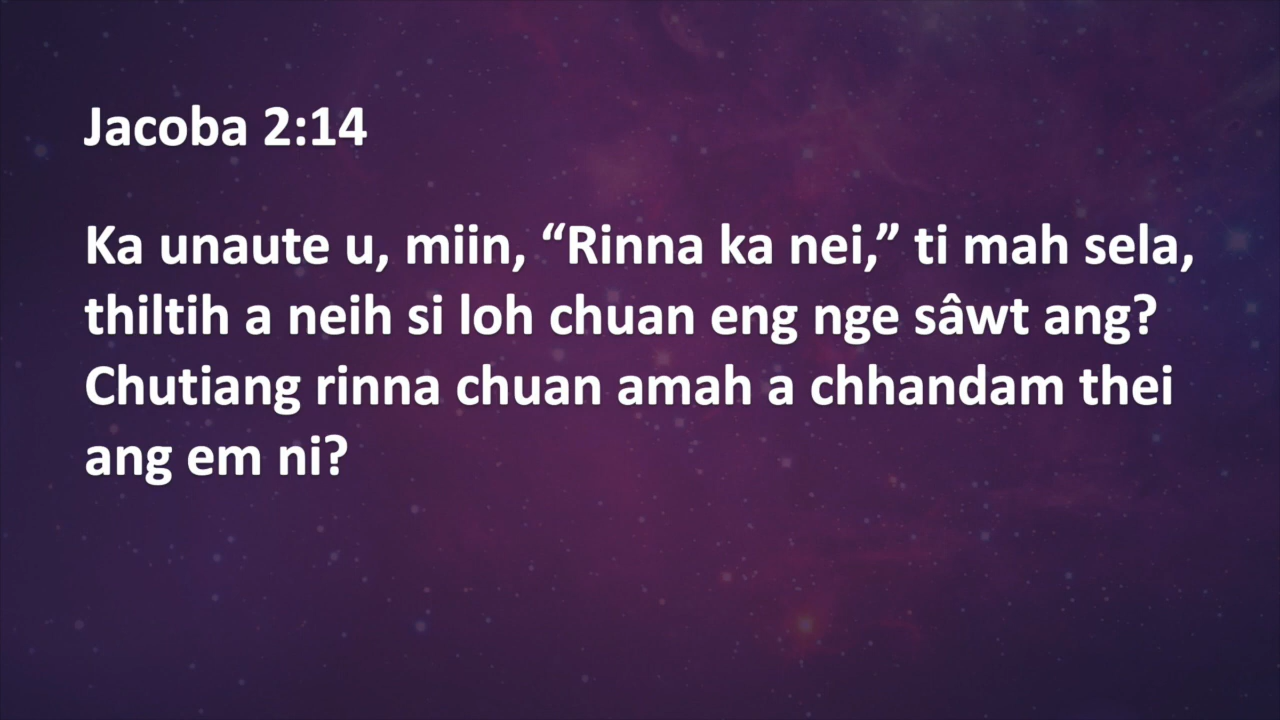 Jacoba 2:14
Ka unaute u, miin, “Rinna ka nei,” ti mah sela,
thiltih a neih si loh chuan eng nge sâwt ang?
Chutiang rinna chuan amah a chhandam thei
ang em ni?